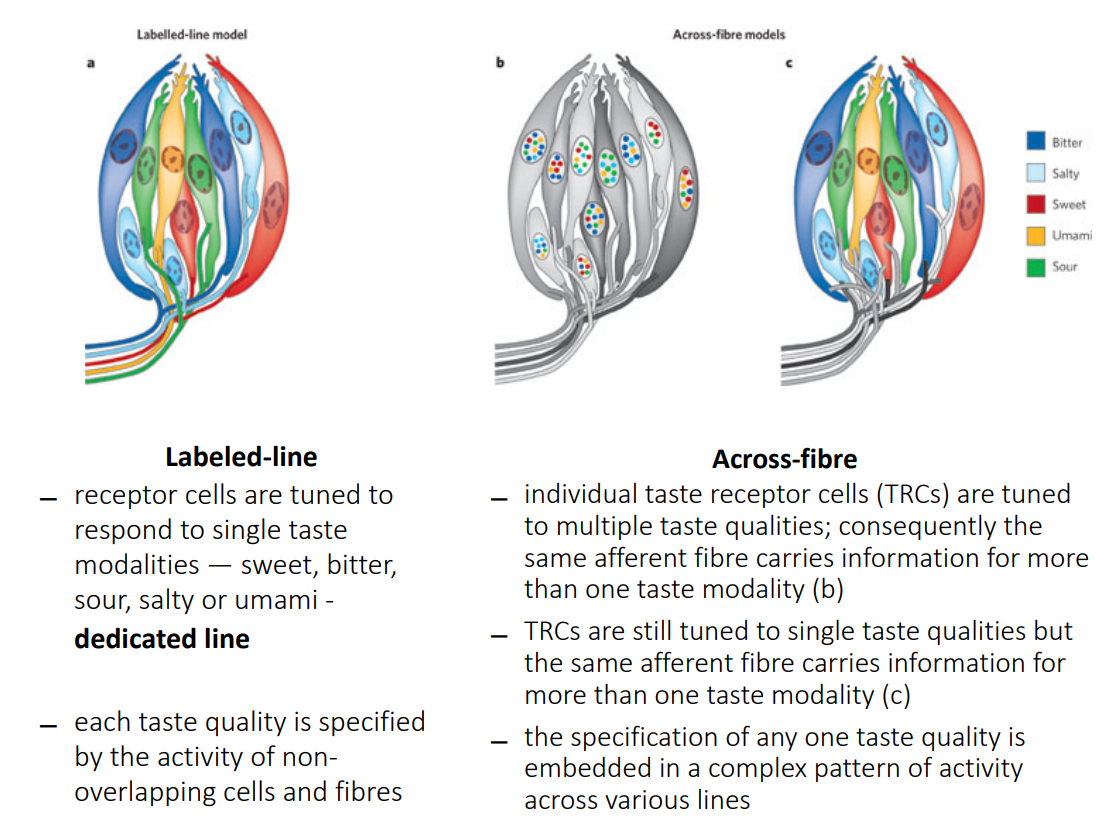 Labelled-line model
Across-fibre models
a
b
c
Bitter
Salty
Sweet
Umami
Sour
Labeled-line
– receptor cells are tuned to
respond to single taste
modalities — sweet, bitter,
sour, salty or umami -
dedicated line
– each taste quality is specified
by the activity of non-
overlapping cells and fibres
Across-fibre
– individual taste receptor cells (TRCs) are tuned
to multiple taste qualities; consequently the
same afferent fibre carries information for more
than one taste modality (b)
– TRCs are still tuned to single taste qualities but
the same afferent fibre carries information for
more than one taste modality (c)
– the specification of any one taste quality is
embedded in a complex pattern of activity
across various lines